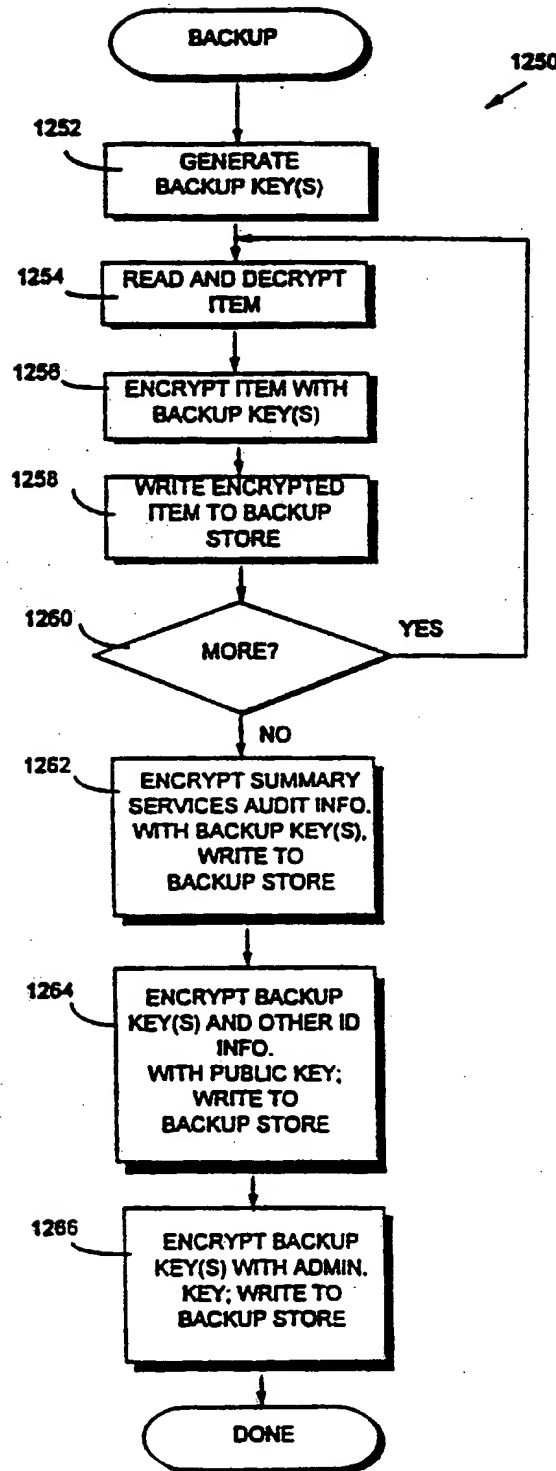 BACKUP
1250
1252
GENERATE
BACKUP KEY(S)
1254
READ AND DECRYPT
ITEM
1256
ENCRYPT ITEM WITH
BACKUP KEY(S)
1258
WRITE ENCRYPTED
ITEM TO BACKUP
STORE
1260
MORE?
YES
NO
1262
ENCRYPT SUMMARY
SERVICES AUDIT INFO.
WITH BACKUP KEY(S),
WRITE TO
BACKUP STORE
1264
ENCRYPT BACKUP
KEY(S) AND OTHER ID
INFO.
WITH PUBLIC KEY;
WRITE TO
BACKUP STORE
1266
ENCRYPT BACKUP
KEY(S) WITH ADMIN.
KEY; WRITE TO
BACKUP STORE
DONE